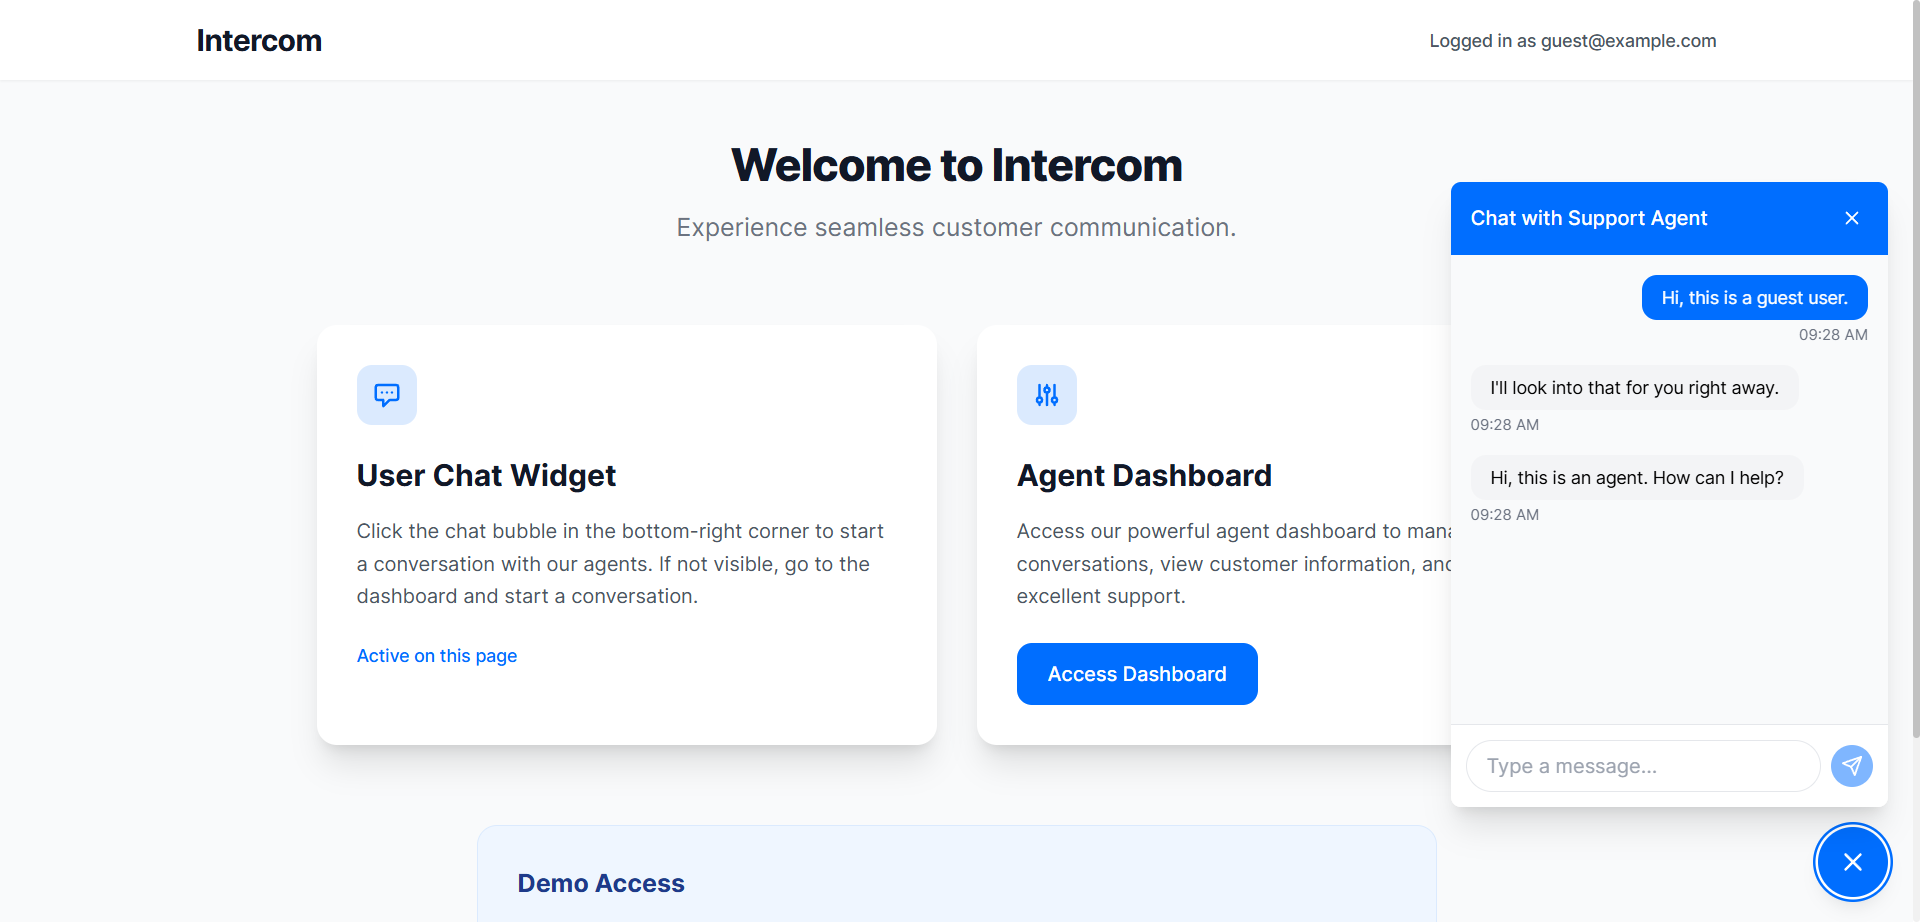 Intercom
Logged in as guest@example.com
Welcome to Intercom
Experience seamless customer communication.
User Chat Widget
Click the chat bubble in the bottom-right corner to start
a conversation with our agents. If not visible, go to the
dashboard and start a conversation.
Active on this page
Agent Dashboard
Access our powerful agent dashboard to mana
conversations, view customer information, and
excellent support.
Access Dashboard
Demo Access
Chat with Support Agent
Hi, this is a guest user.
09:28 AM
I'll look into that for you right away.
09:28 AM
Hi, this is an agent. How can I help?
09:28 AM
Type a message...